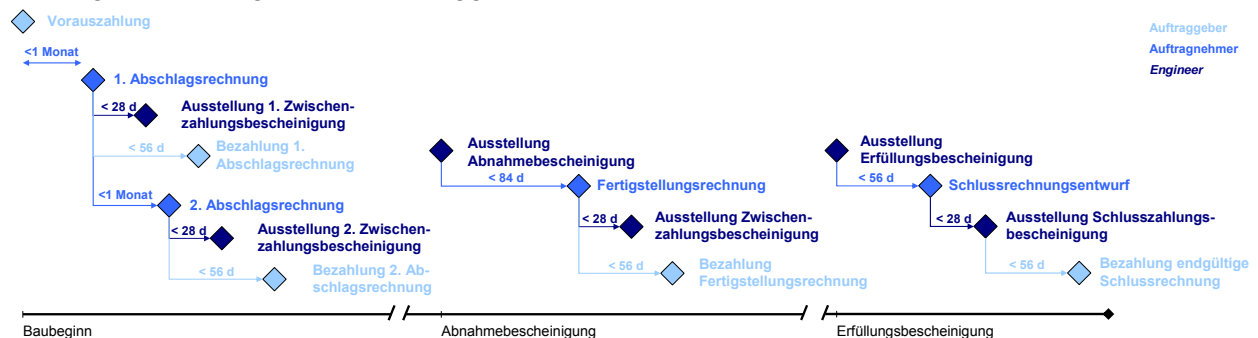 Vorauszahlung
<1 Monat
1. Abschlagsrechnung
< 28 d
Ausstellung 1. Zwischen-
zahlungsbescheinigung
< 56 d
Bezahlung 1.
Abschlagsrechnung
<1 Monat
2. Abschlagsrechnung
< 28 d
Ausstellung 2. Zwischen-
zahlungsbescheinigung
< 56 d
Bezahlung 2. Ab-
schlagsrechnung
Baubeginn
Ausstellung
Abnahmebescheinigung
< 84 d
Fertigstellungsrechnung
< 28 d
Ausstellung Zwischen-
zahlungsbescheinigung
< 56 d
Bezahlung
Fertigstellungsrechnung
Abnahmebescheinigung
Auftraggeber
Auftragnehmer
Engineer
Ausstellung
Erfüllungsbescheinigung
< 56 d
Schlussrechnungsentwurf
< 28 d
Ausstellung Schlusszahlungs-
bescheinigung
< 56 d
Bezahlung endgültige
Schlussrechnung
Erfüllungsbescheinigung